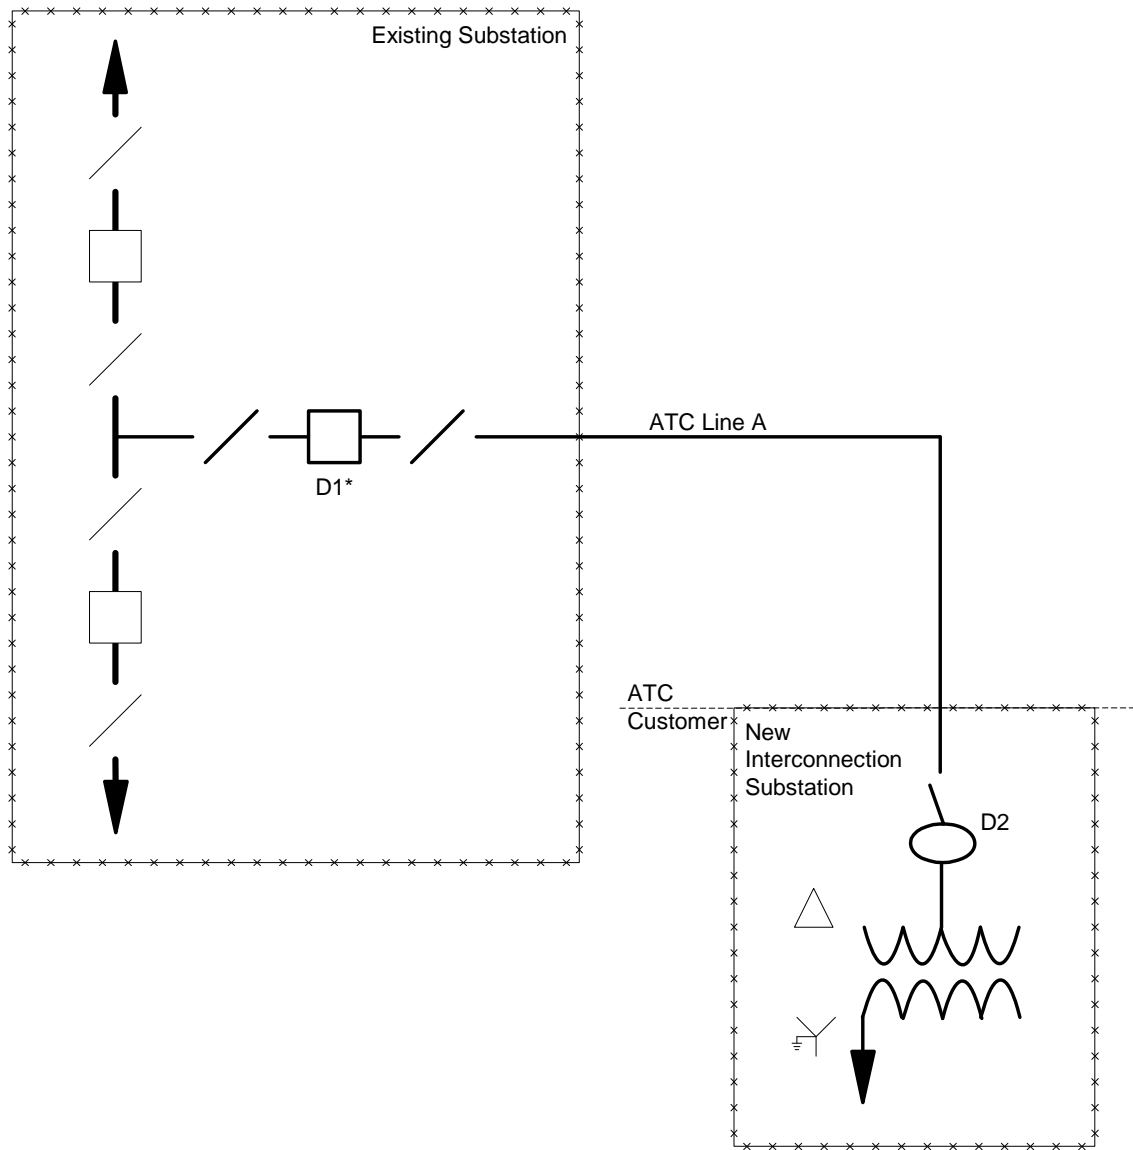 Existing Substation
ATC Line A
D1*
ATC
Customer
New
Interconnection
Substation
D2